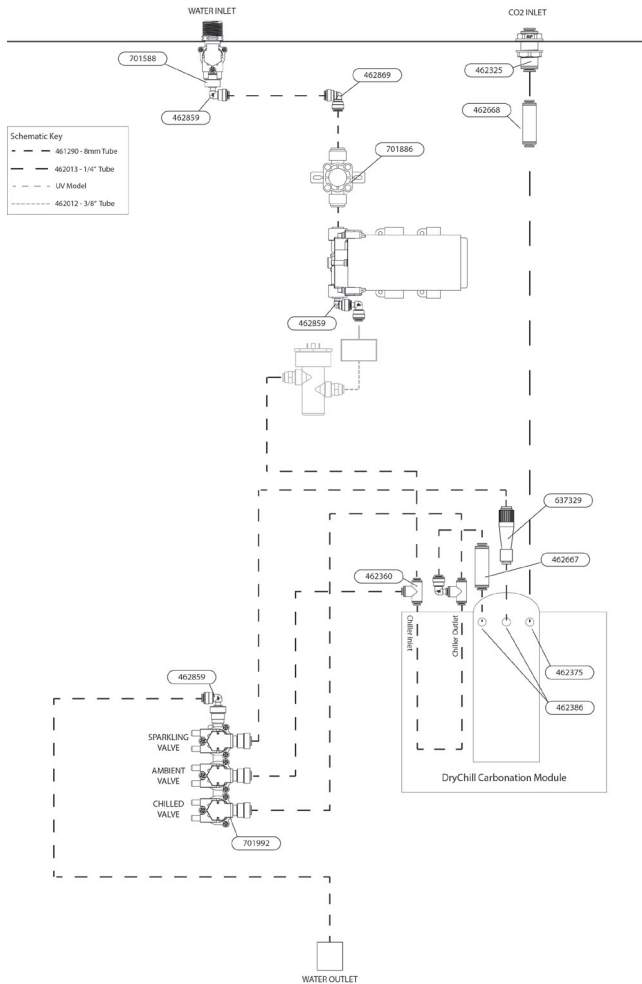 WATER INLET
CO2 INLET
701588
462325
462869
462859
462668
Schematic Key
461290 - 8mm Tube
462013 - 1/4" Tube
UV Model
462012 - 3/8" Tube
701886
462859
637329
462667
462360
Chiller Inlet
Chiller Outlet
462375
462859
462386
SPARKLING
VALVE
AMBIENT
VALVE
CHILLED
VALVE
DryChill Carbonation Module
701992
WATER OUTLET